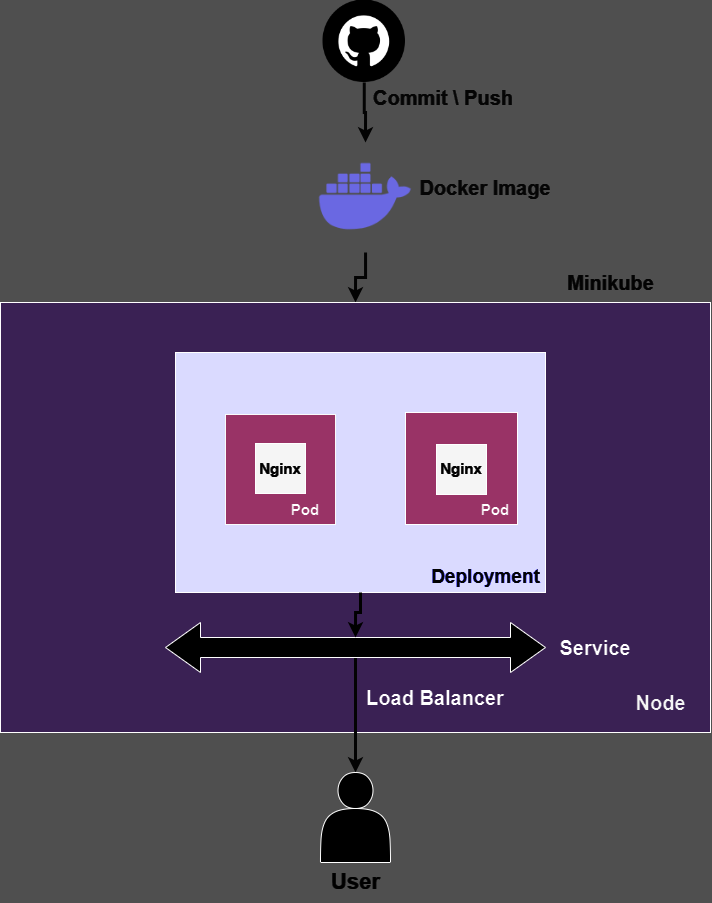 Commit \ Push
Docker Image
Minikube
Nginx
Pod
Nginx
Pod
Deployment
Service
Load Balancer
Node
User